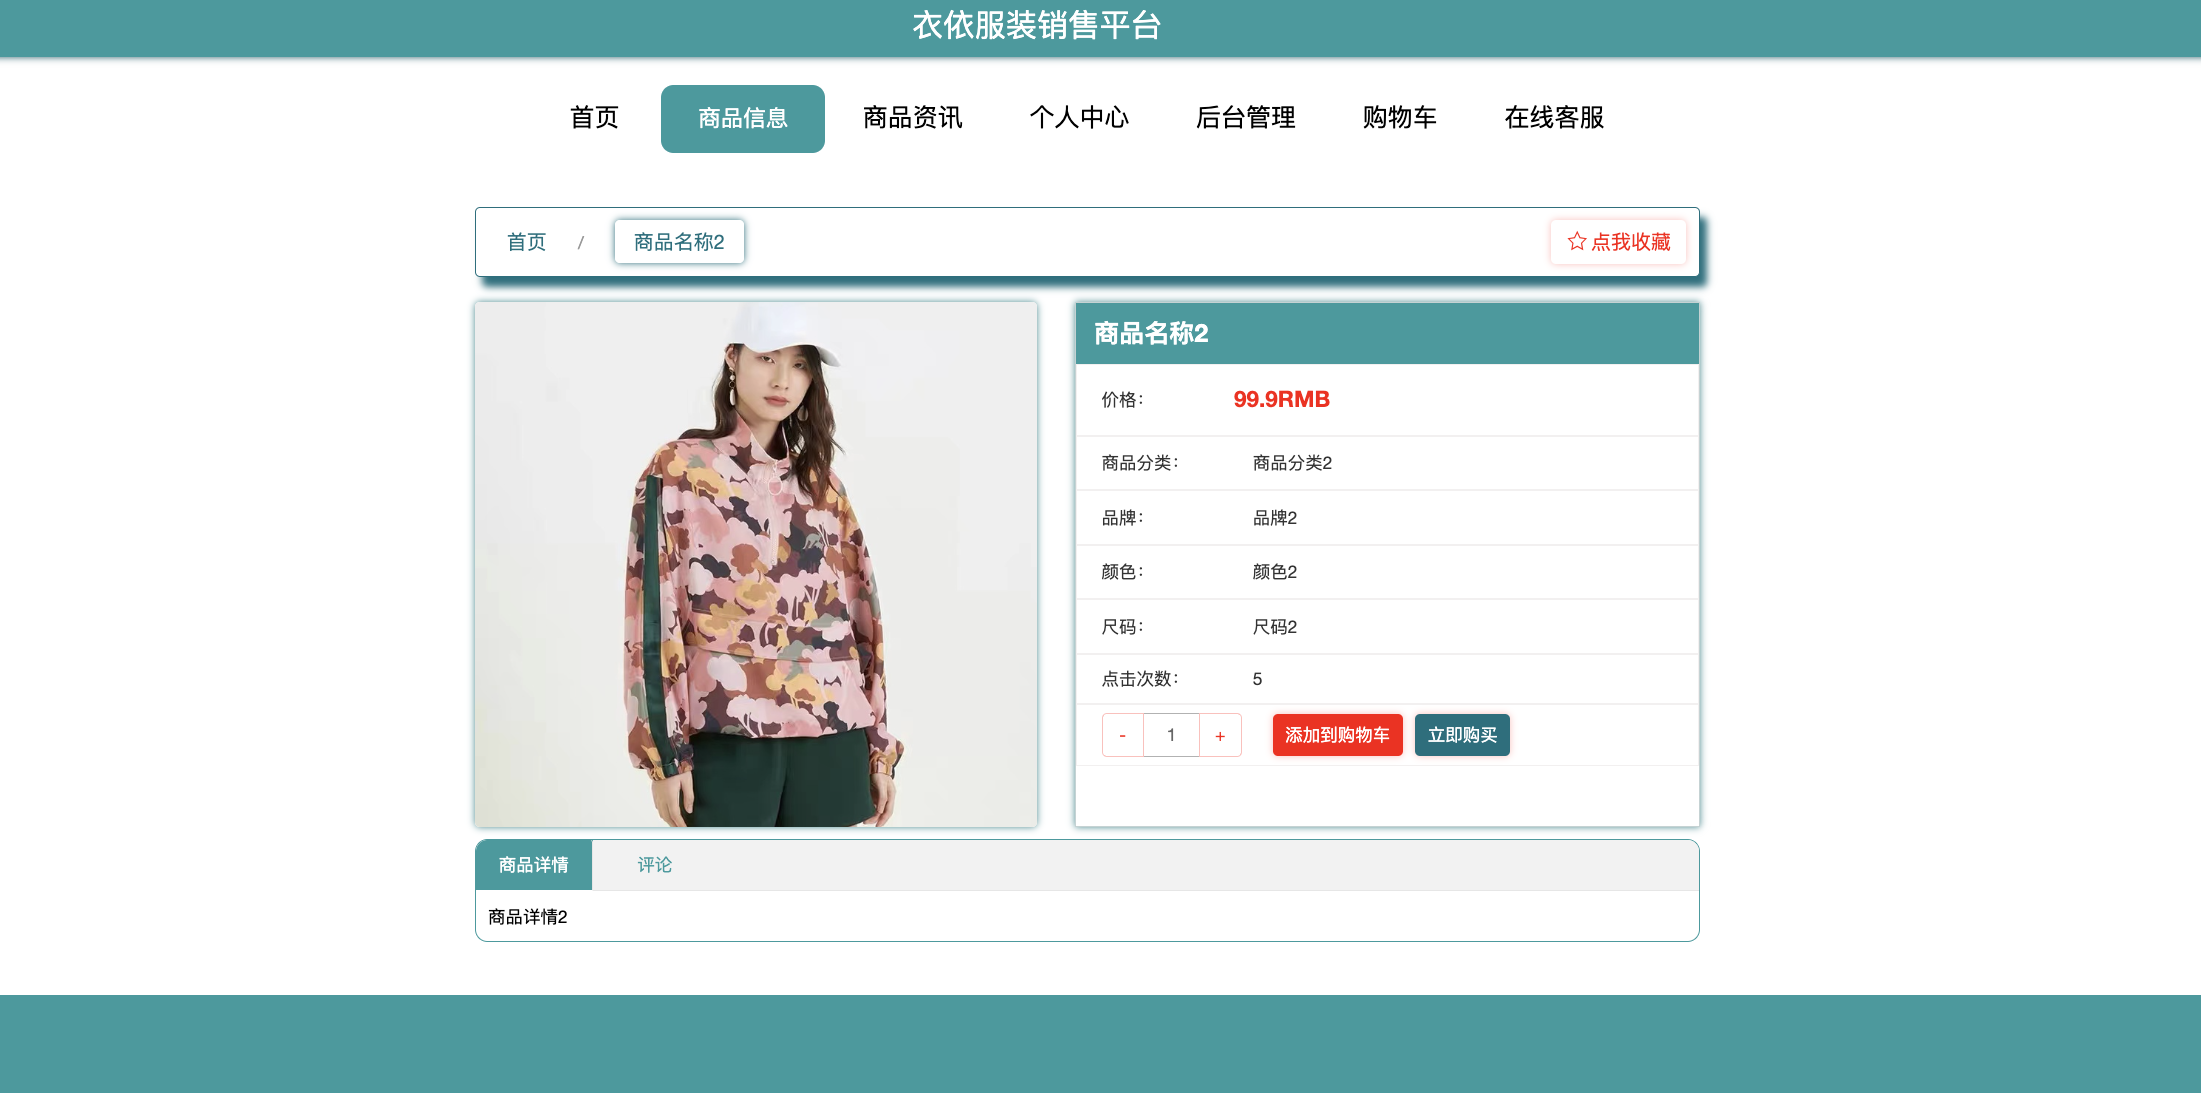 衣依服装销售平台
首页 商品信息 商品资讯 个人中心 后台管理 购物车 在线客服
首页 / 商品名称2 点我收藏
商品名称2
价格: 99.9RMB
商品分类: 商品分类2
品牌: 品牌2
颜色: 颜色2
尺码: 尺码2
点击次数: 5
- 1 + 添加到购物车 立即购买
商品详情 评论
商品详情2